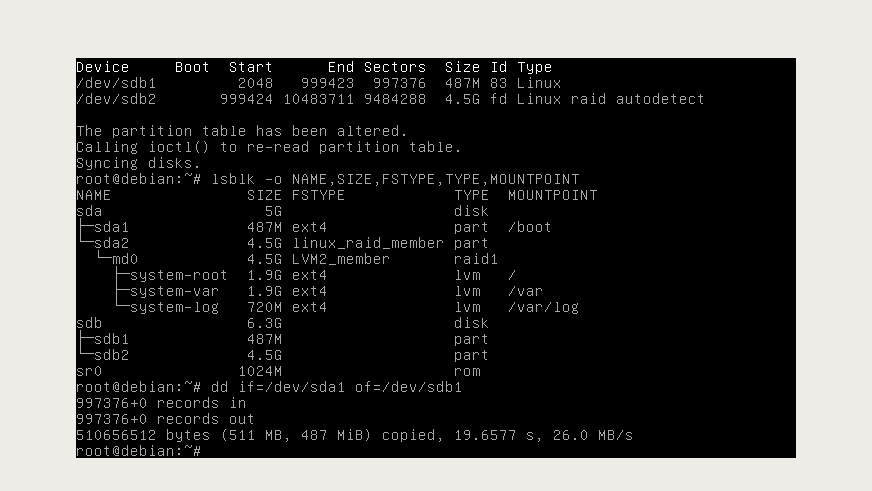 Device     Boot  Start      End Sectors  Size Id Type
/dev/sdb1         2048   999423  997376  487M 83 Linux
/dev/sdb2       999424 10483711 9484288  4.5G fd Linux raid autodetect
The partition table has been altered.
Calling ioctl() to re-read partition table.
Syncing disks.
root@debian:~# lsblk -o NAME,SIZE,FSTYPE,TYPE,MOUNTPOINT
NAME               SIZE FSTYPE            TYPE  MOUNTPOINT
sda                  5G                   disk
├─sda1             487M ext4              part  /boot
└─sda2             4.5G linux_raid_member part
  └─md0            4.5G LVM2_member       raid1
    ├─system-root  1.9G ext4              lvm   /
    ├─system-var   1.9G ext4              lvm   /var
    └─system-log   720M ext4              lvm   /var/log
sdb                6.3G                   disk
├─sdb1             487M                   part
└─sdb2             4.5G                   part
sr0               1024M                   rom
root@debian:~# dd if=/dev/sda1 of=/dev/sdb1
997376+0 records in
997376+0 records out
510656512 bytes (511 MB, 487 MiB) copied, 19.6577 s, 26.0 MB/s
root@debian:~#